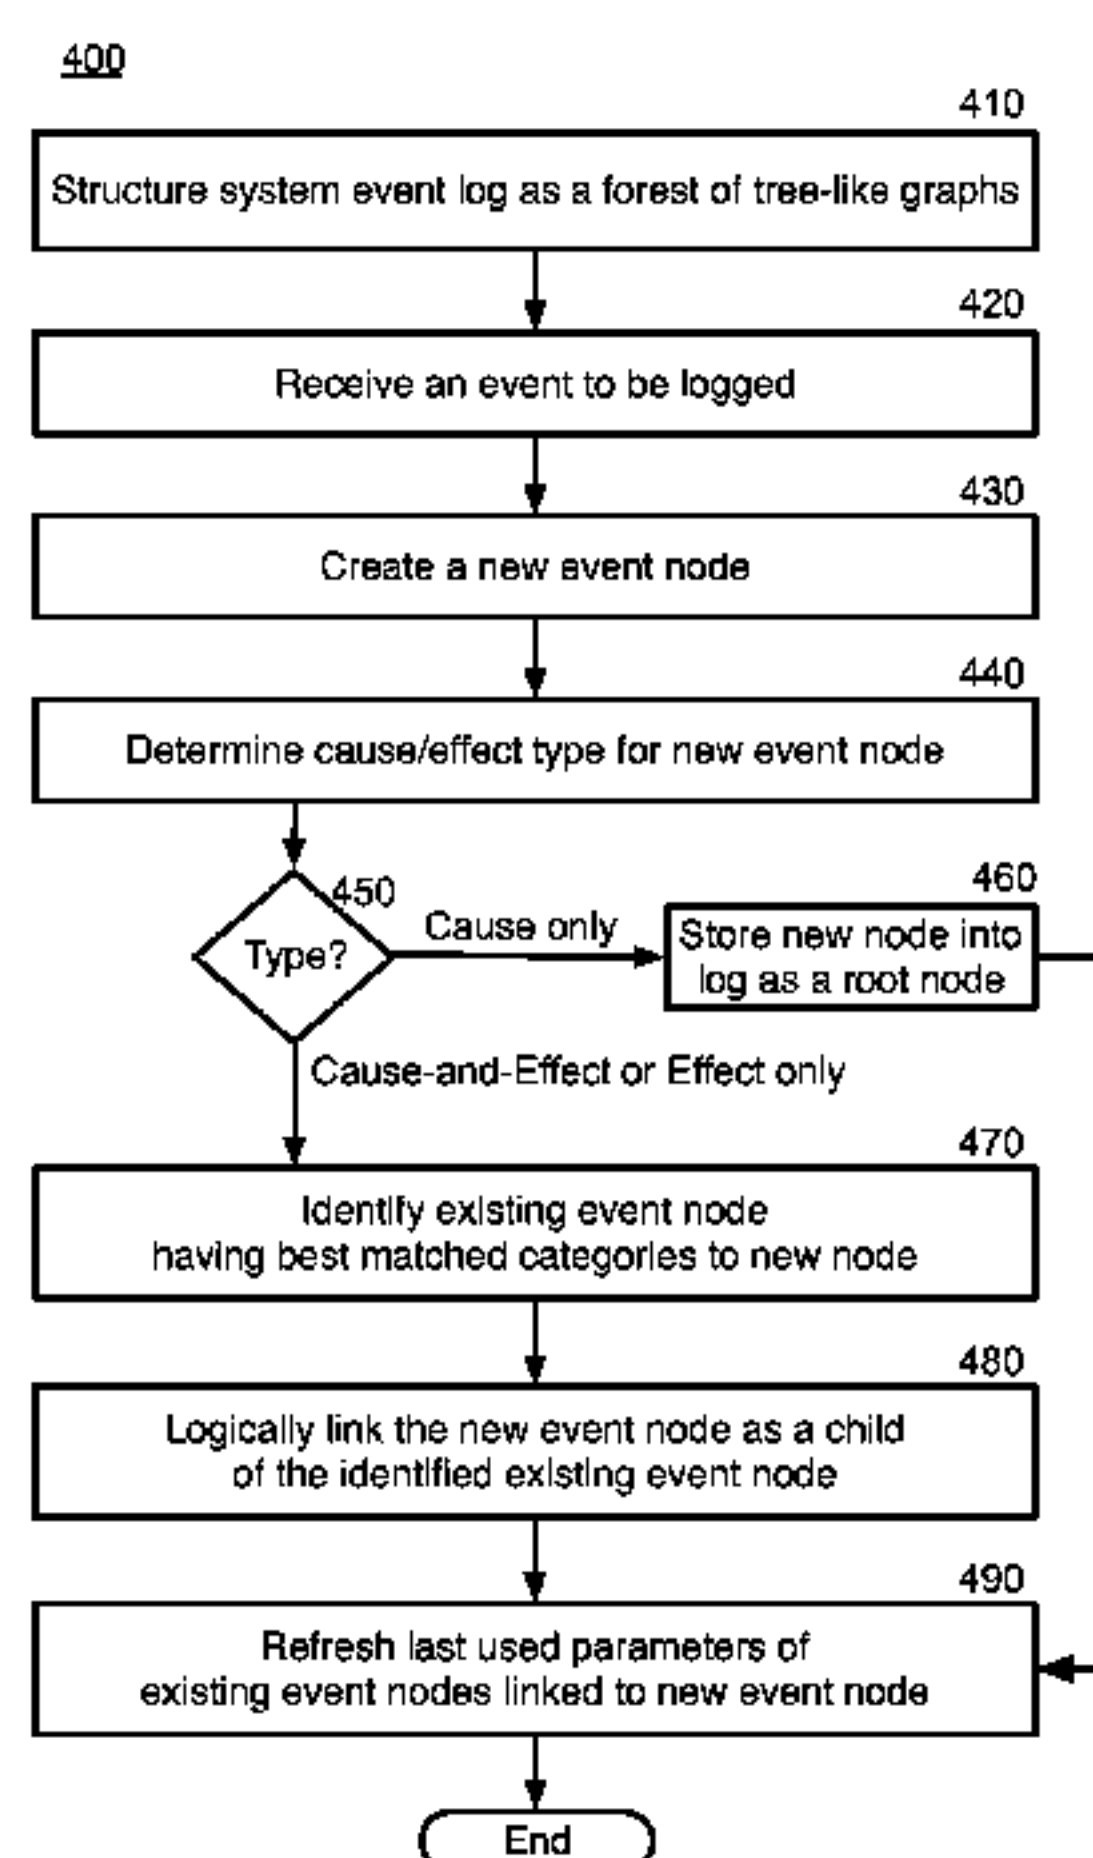 400
410
Structure system event log as a forest of tree-like graphs
420
Receive an event to be logged
430
Create a new event node
440
Determine cause/effect type for new event node
450
Type?
Cause only
460
Store new node into
log as a root node
Cause-and-Effect or Effect only
470
Identify existing event node
having best matched categories to new node
480
Logically link the new event node as a child
of the identified existing event node
490
Refresh last used parameters of
existing event nodes linked to new event node
End